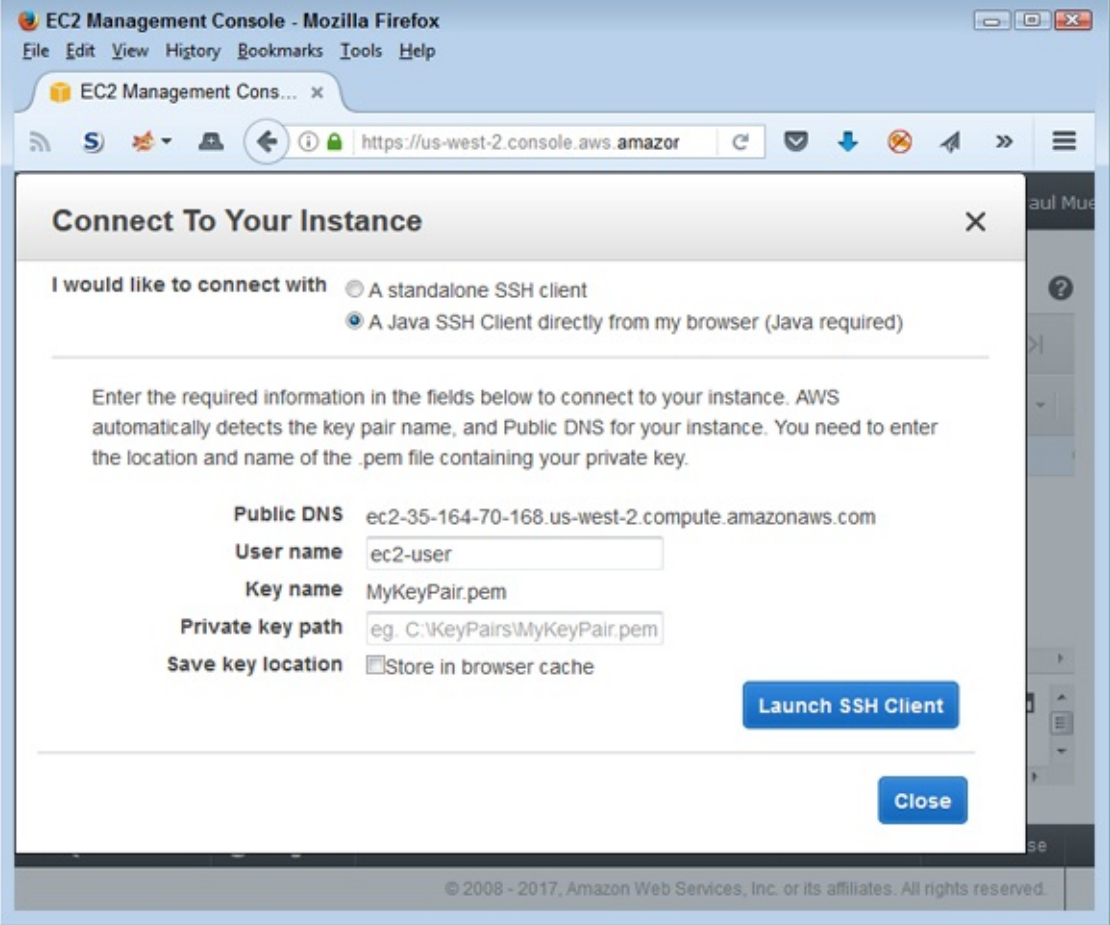 EC2 Management Console - Mozilla Firefox
File Edit View History Bookmarks Tools Help
EC2 Management Cons... ×
S https://us-west-2.console.aws.amazor
Connect To Your Instance
aul Mue
I would like to connect with
A standalone SSH client
A Java SSH Client directly from my browser (Java required)
Enter the required information in the fields below to connect to your instance. AWS
automatically detects the key pair name, and Public DNS for your instance. You need to enter
the location and name of the .pem file containing your private key.
Public DNS ec2-35-164-70-168.us-west-2.compute.amazonaws.com
User name ec2-user
Key name MyKeyPair.pem
Private key path eg. C:\KeyPairs\MyKeyPair.pem
Save key location Store in browser cache
Launch SSH Client
Close
se
© 2008 - 2017, Amazon Web Services, Inc. or its affiliates. All rights reserved.